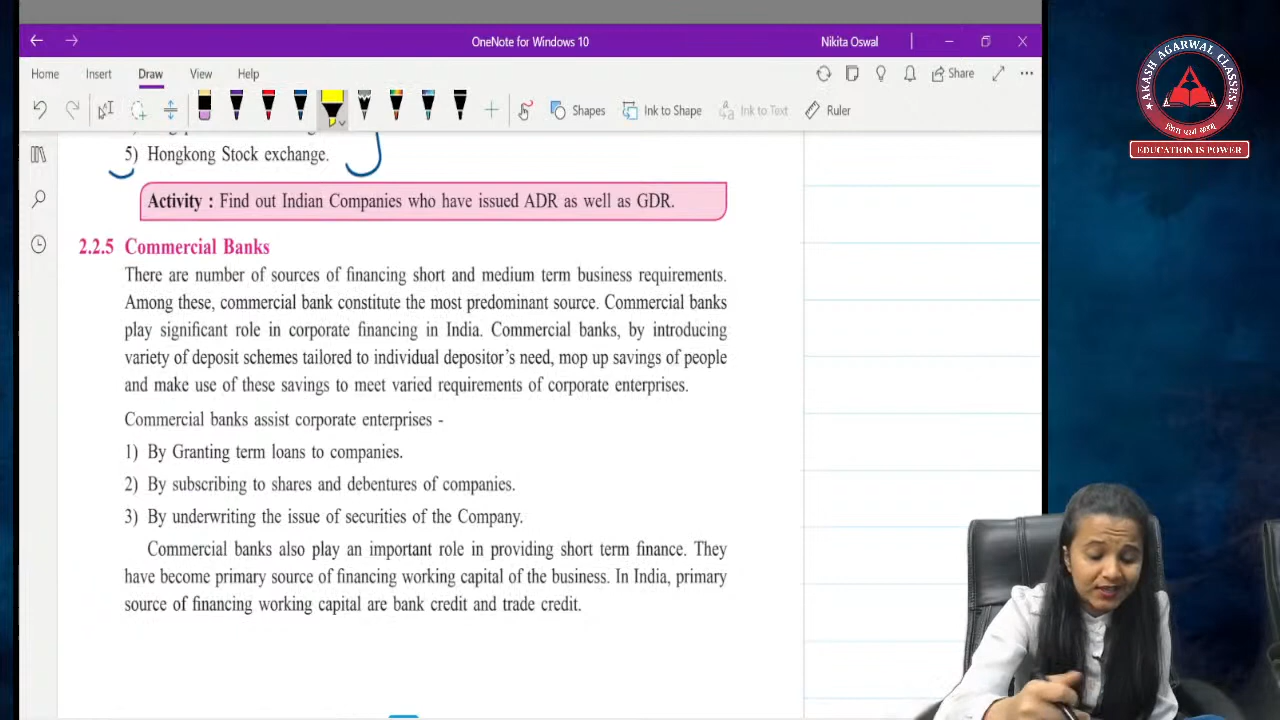 OneNote for Windows 10
Nikita Oswal
Home Insert Draw View Help
Share
Shapes
Ink to Shape
Ink to Text
Ruler
5) Hongkong Stock exchange.
Activity : Find out Indian Companies who have issued ADR as well as GDR.
2.2.5 Commercial Banks
There are number of sources of financing short and medium term business requirements.
Among these, commercial bank constitute the most predominant source. Commercial banks
play significant role in corporate financing in India. Commercial banks, by introducing
variety of deposit schemes tailored to individual depositor's need, mop up savings of people
and make use of these savings to meet varied requirements of corporate enterprises.
Commercial banks assist corporate enterprises -
1) By Granting term loans to companies.
2) By subscribing to shares and debentures of companies.
3) By underwriting the issue of securities of the Company.
Commercial banks also play an important role in providing short term finance. They
have become primary source of financing working capital of the business. In India, primary
source of financing working capital are bank credit and trade credit.
AKASH AGARWAL CLASSES
EDUCATION IS POWER